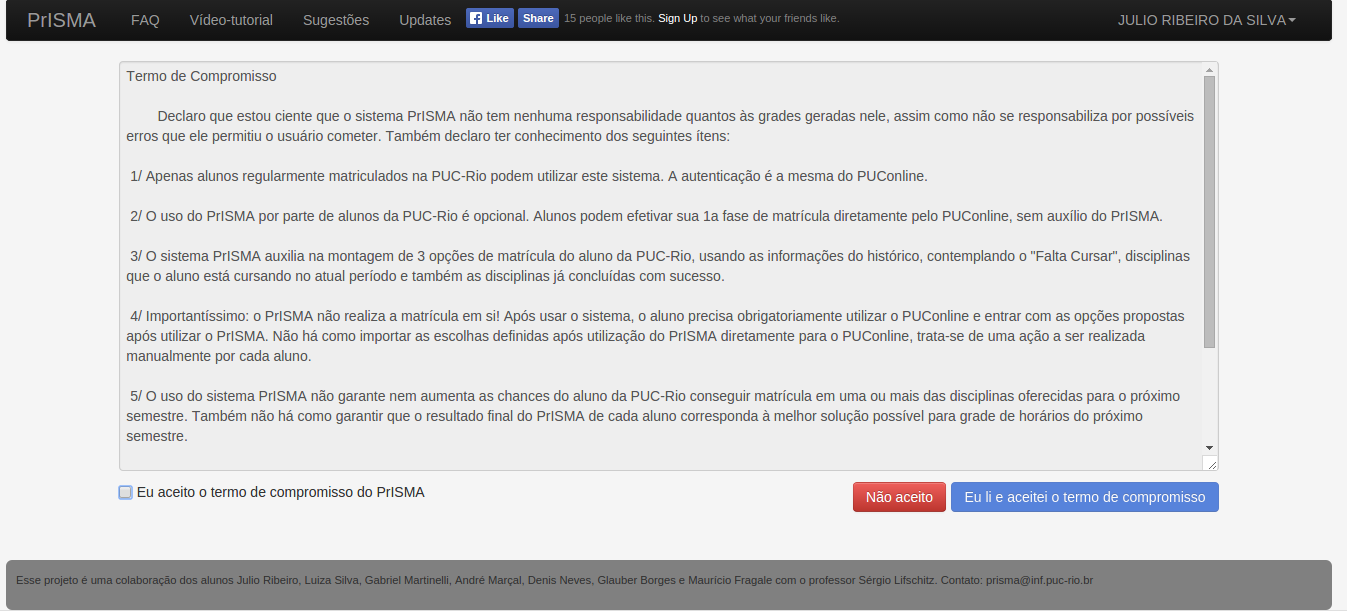 PrISMA FAQ Vídeo-tutorial Sugestões Updates Like Share 15 people like this. Sign Up to see what your friends like. JULIO RIBEIRO DA SILVA
Termo de Compromisso
Declaro que estou ciente que o sistema PrISMA não tem nenhuma responsabilidade quantos às grades geradas nele, assim como não se responsabiliza por possíveis
erros que ele permitiu o usuário cometer. Também declaro ter conhecimento dos seguintes ítens:
1/ Apenas alunos regularmente matriculados na PUC-Rio podem utilizar este sistema. A autenticação é a mesma do PUConline.
2/ O uso do PrISMA por parte de alunos da PUC-Rio é opcional. Alunos podem efetivar sua 1a fase de matrícula diretamente pelo PUConline, sem auxílio do PrISMA.
3/ O sistema PrISMA auxilia na montagem de 3 opções de matrícula do aluno da PUC-Rio, usando as informações do histórico, contemplando o "Falta Cursar", disciplinas
que o aluno está cursando no atual período e também as disciplinas já concluídas com sucesso.
4/ Importantíssimo: o PrISMA não realiza a matrícula em si! Após usar o sistema, o aluno precisa obrigatoriamente utilizar o PUConline e entrar com as opções propostas
após utilizar o PrISMA. Não há como importar as escolhas definidas após utilização do PrISMA diretamente para o PUConline, trata-se de uma ação a ser realizada
manualmente por cada aluno.
5/ O uso do sistema PrISMA não garante nem aumenta as chances do aluno da PUC-Rio conseguir matrícula em uma ou mais das disciplinas oferecidas para o próximo
semestre. Também não há como garantir que o resultado final do PrISMA de cada aluno corresponda à melhor solução possível para grade de horários do próximo
semestre.
Eu aceito o termo de compromisso do PrISMA Não aceito Eu li e aceitei o termo de compromisso
Esse projeto é uma colaboração dos alunos Julio Ribeiro, Luiza Silva, Gabriel Martinelli, André Marçal, Denis Neves, Glauber Borges e Maurício Fragale com o professor Sérgio Lifschitz. Contato: prisma@inf.puc-rio.br